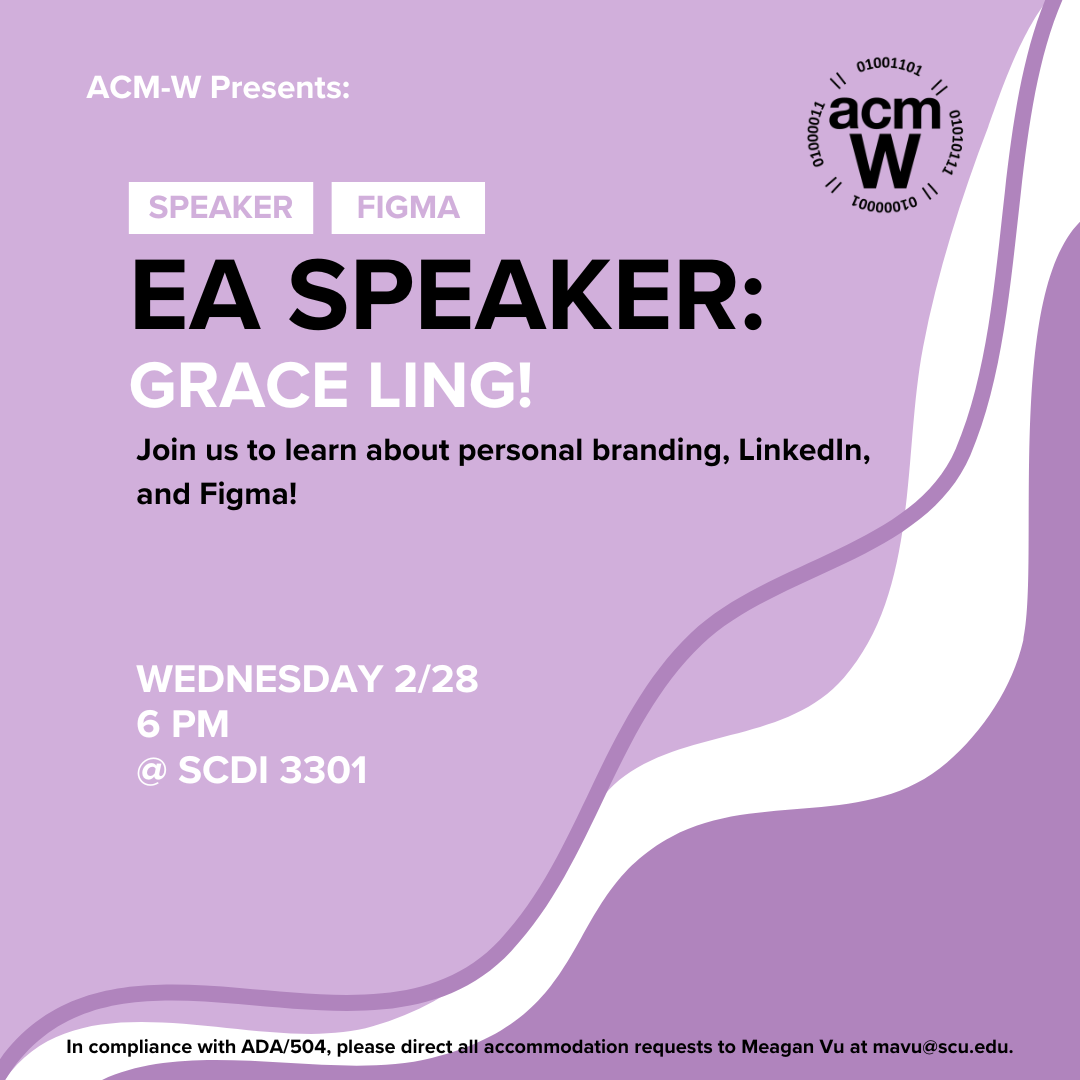 ACM-W Presents:
01001101
//
//
01000011
acm
01010111
W
//
//
01000001
SPEAKER
FIGMA
EA SPEAKER:
GRACE LING!
Join us to learn about personal branding, LinkedIn,
and Figma!
WEDNESDAY 2/28
6 PM
@ SCDI 3301
In compliance with ADA/504, please direct all accommodation requests to Meagan Vu at mavu@scu.edu.